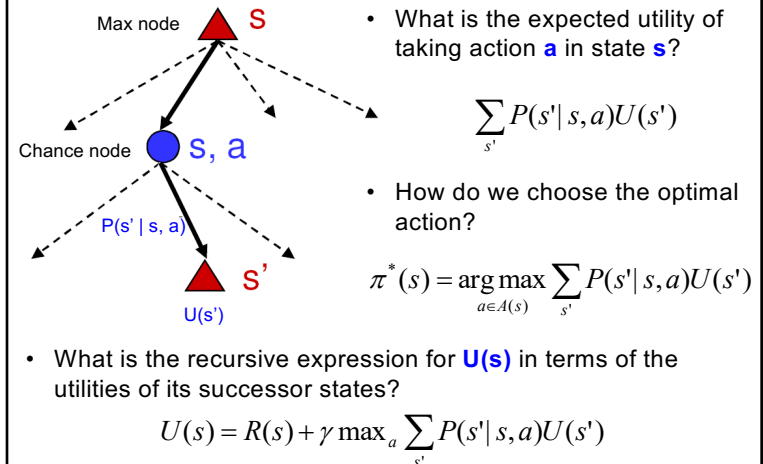 Max node
S
Chance node
s, a
P(s' | s, a)
s'
U(s')
• What is the expected utility of
taking action a in state s?
∑ P(s'| s, a)U(s')
s'
• How do we choose the optimal
action?
π*(s) = arg max ∑ P(s'| s, a)U(s')
a∈A(s) s'
• What is the recursive expression for U(s) in terms of the
utilities of its successor states?
U(s) = R(s) + γ maxₐ ∑ P(s'| s, a)U(s')
s'